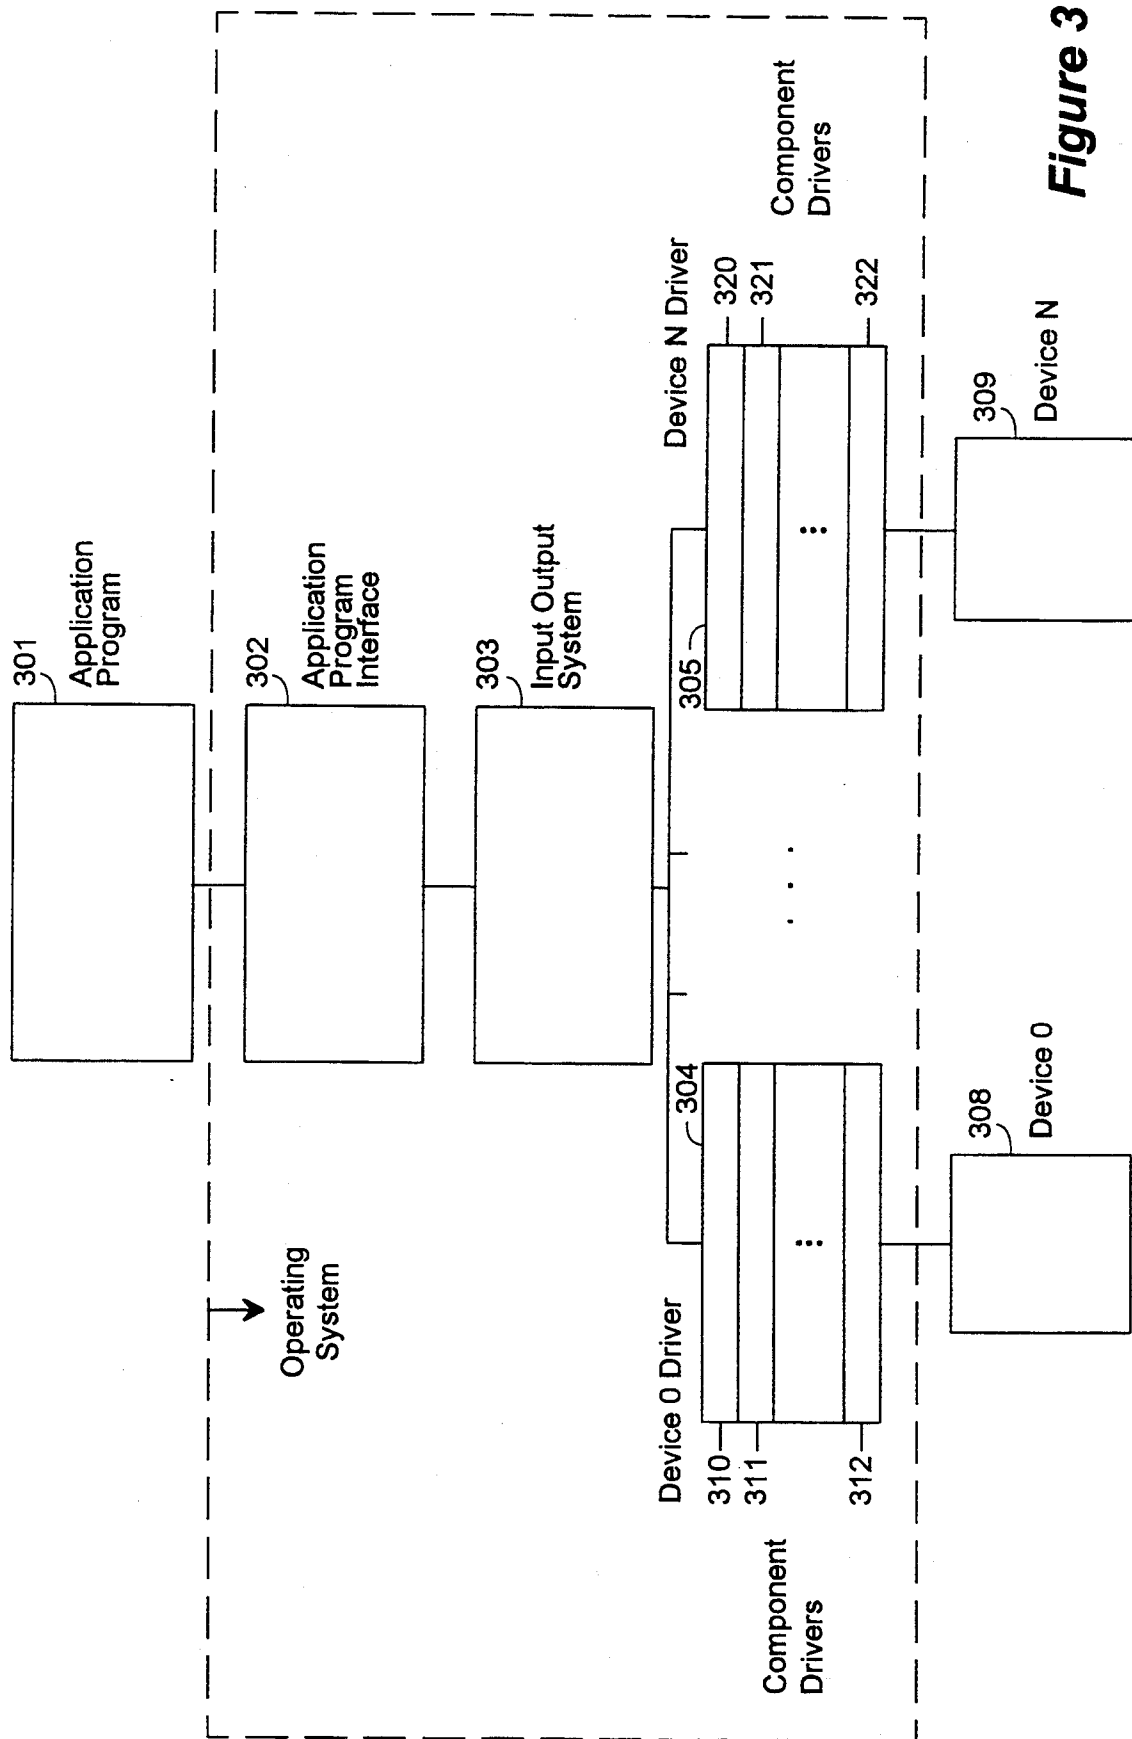 301
Application
Program
Operating
System
302
Application
Program
Interface
303
Input Output
System
Device 0 Driver
304
305
Device N Driver
310
311
312
320
321
322
Component
Drivers
Component
Drivers
308
Device 0
309
Device N
Figure 3